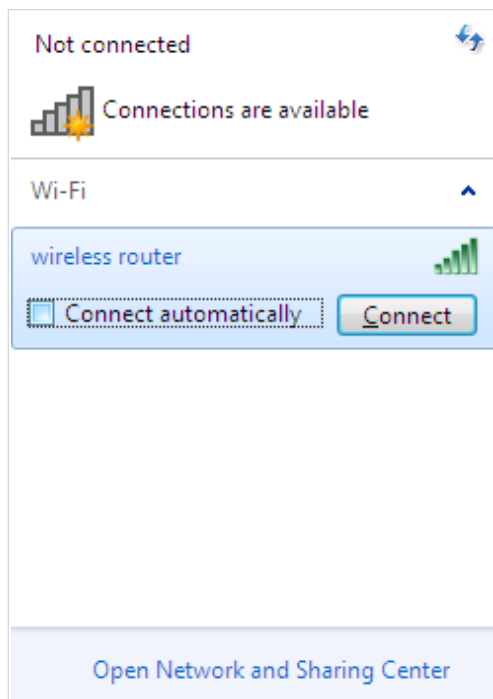 Not connected
Connections are available
Wi-Fi
wireless router
Connect automatically Connect
Open Network and Sharing Center